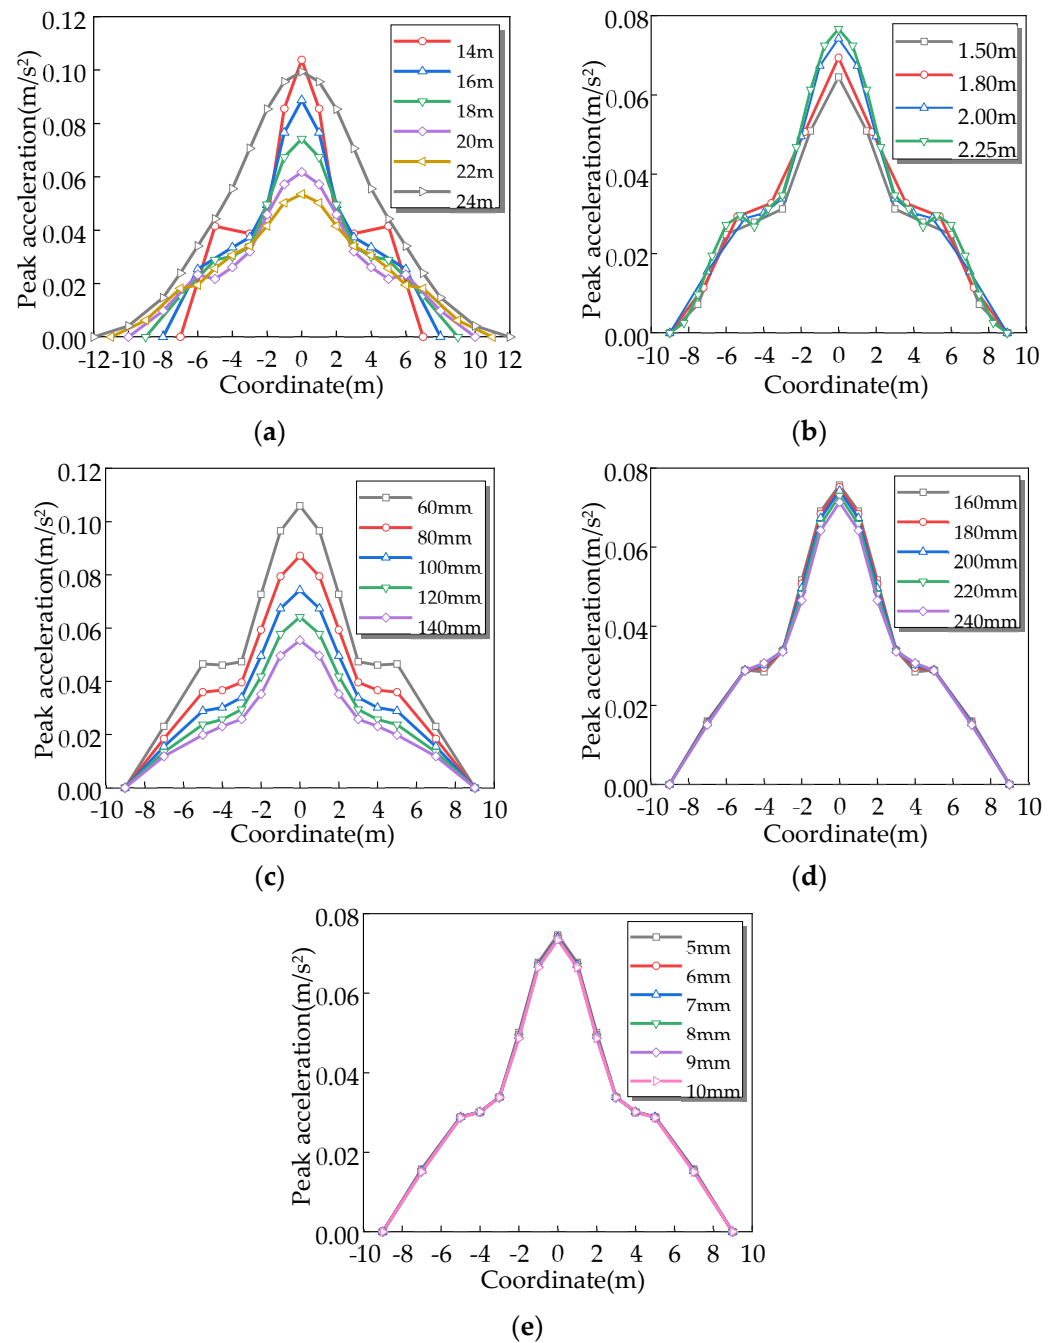 0.12
0.10
0.08
0.06
0.04
0.02
0.00
Peak acceleration(m/s²)
-12 -10 -8 -6 -4 -2 0 2 4 6 8 10 12
Coordinate(m)
14m
16m
18m
20m
22m
24m
(a)
0.08
0.06
0.04
0.02
0.00
Peak acceleration(m/s²)
-10 -8 -6 -4 -2 0 2 4 6 8 10
Coordinate(m)
1.50m
1.80m
2.00m
2.25m
(b)
0.12
0.10
0.08
0.06
0.04
0.02
0.00
Peak acceleration(m/s²)
-10 -8 -6 -4 -2 0 2 4 6 8 10
Coordinate(m)
60mm
80mm
100mm
120mm
140mm
(c)
0.08
0.06
0.04
0.02
0.00
Peak acceleration(m/s²)
-10 -8 -6 -4 -2 0 2 4 6 8 10
Coordinate(m)
160mm
180mm
200mm
220mm
240mm
(d)
0.08
0.06
0.04
0.02
0.00
Peak acceleration(m/s²)
-10 -8 -6 -4 -2 0 2 4 6 8 10
Coordinate(m)
5mm
6mm
7mm
8mm
9mm
10mm
(e)